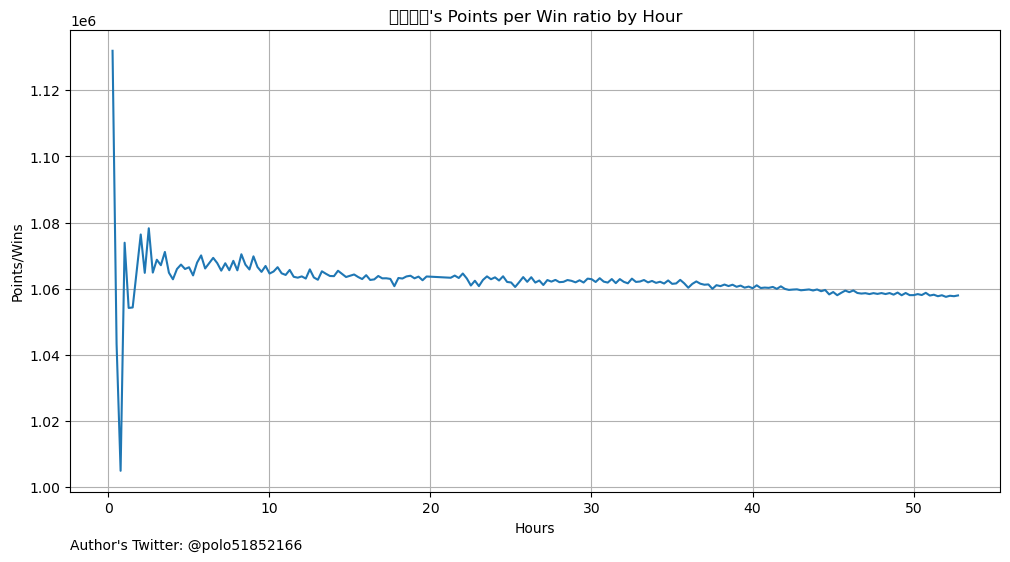 1e6
's Points per Win ratio by Hour
1.12
1.10
1.08
1.06
1.04
1.02
1.00
Points/Wins
0 10 20 30 40 50
Hours
Author's Twitter: @polo51852166